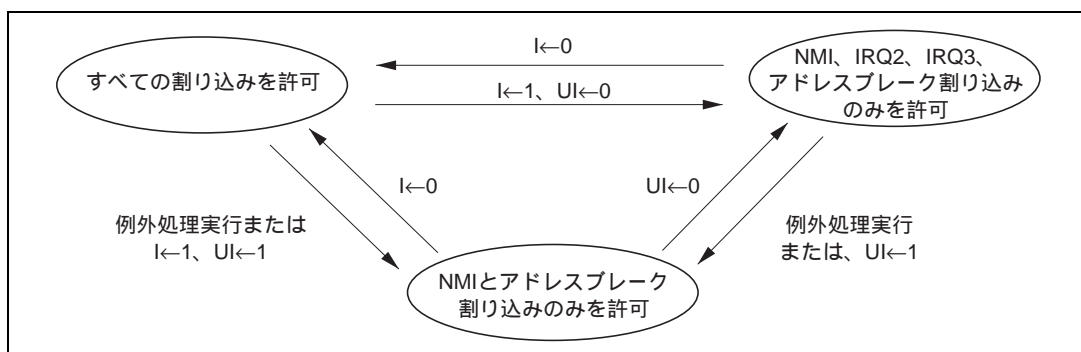 I←0
すべての割り込みを許可
NMI、IRQ2、IRQ3、
アドレスブレーク割り込み
のみを許可
I←1、UI←0
I←0
UI←0
例外処理実行または
I←1、UI←1
例外処理実行
または、UI←1
NMIとアドレスブレーク
割り込みのみを許可